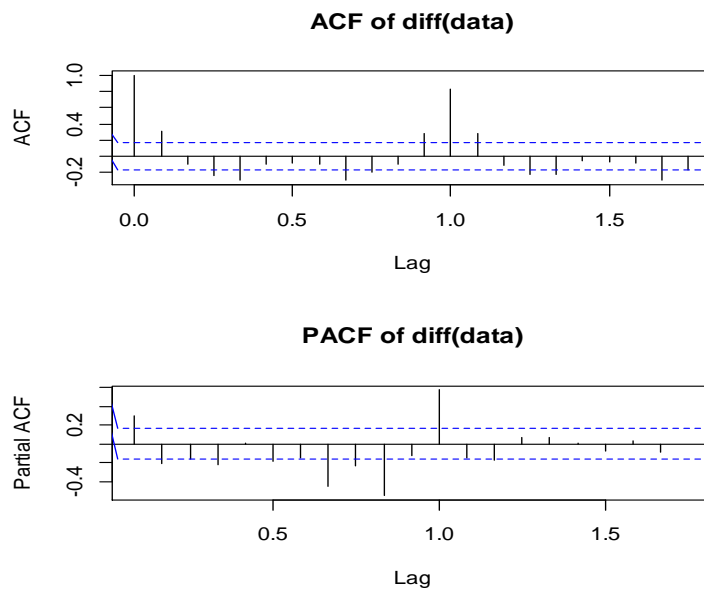 ACF of diff(data)
ACF
1.0
0.4
-0.2
0.0
0.5
1.0
1.5
Lag
PACF of diff(data)
Partial ACF
0.2
-0.4
0.5
1.0
1.5
Lag